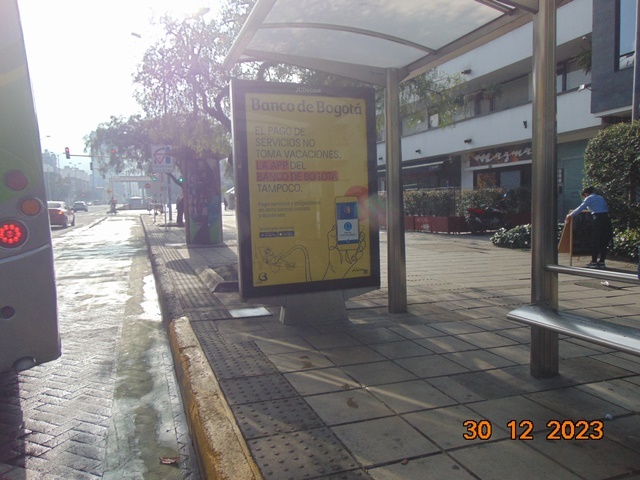 Banco de Bogotá
EL PAGO DE
SERVICIOS NO
TOMA VACACIONES.
LA APP DEL
BANCO DE BOGOTÁ
TAMPOCO.
30 12 2023